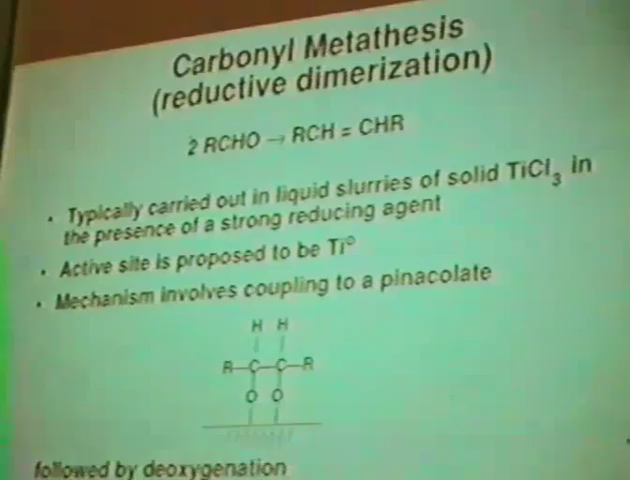 Carbonyl Metathesis
(reductive dimerization)
2 RCHO → RCH = CHR
• Typically carried out in liquid slurries of solid TiCl₃ in
the presence of a strong reducing agent
• Active site is proposed to be Ti⁰
• Mechanism involves coupling to a pinacolate
H H
R–C–C–R
O O
followed by deoxygenation